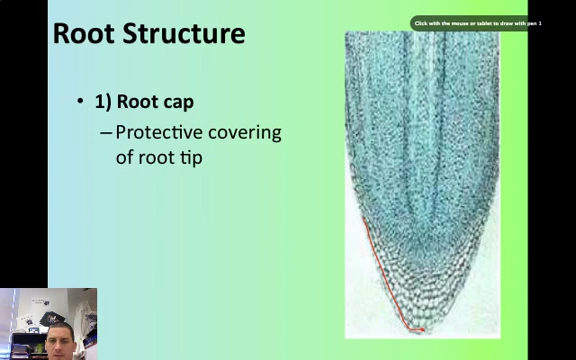 Click with the mouse or tablet to draw with pen 1
Root Structure
• 1) Root cap
– Protective covering
of root tip